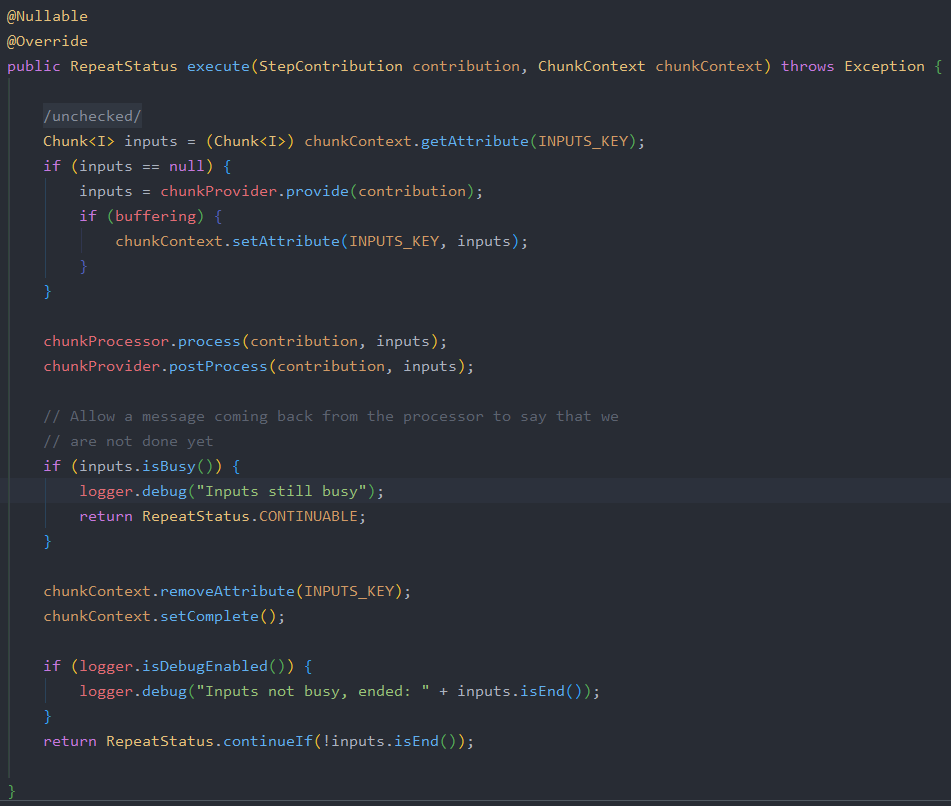 @Nullable
@Override
public RepeatStatus execute(StepContribution contribution, ChunkContext chunkContext) throws Exception {
/unchecked/
Chunk<I> inputs = (Chunk<I>) chunkContext.getAttribute(INPUTS_KEY);
if (inputs == null) {
inputs = chunkProvider.provide(contribution);
if (buffering) {
chunkContext.setAttribute(INPUTS_KEY, inputs);
}
}
chunkProcessor.process(contribution, inputs);
chunkProvider.postProcess(contribution, inputs);
// Allow a message coming back from the processor to say that we
// are not done yet
if (inputs.isBusy()) {
logger.debug("Inputs still busy");
return RepeatStatus.CONTINUABLE;
}
chunkContext.removeAttribute(INPUTS_KEY);
chunkContext.setComplete();
if (logger.isDebugEnabled()) {
logger.debug("Inputs not busy, ended: " + inputs.isEnd());
}
return RepeatStatus.continueIf(!inputs.isEnd());
}